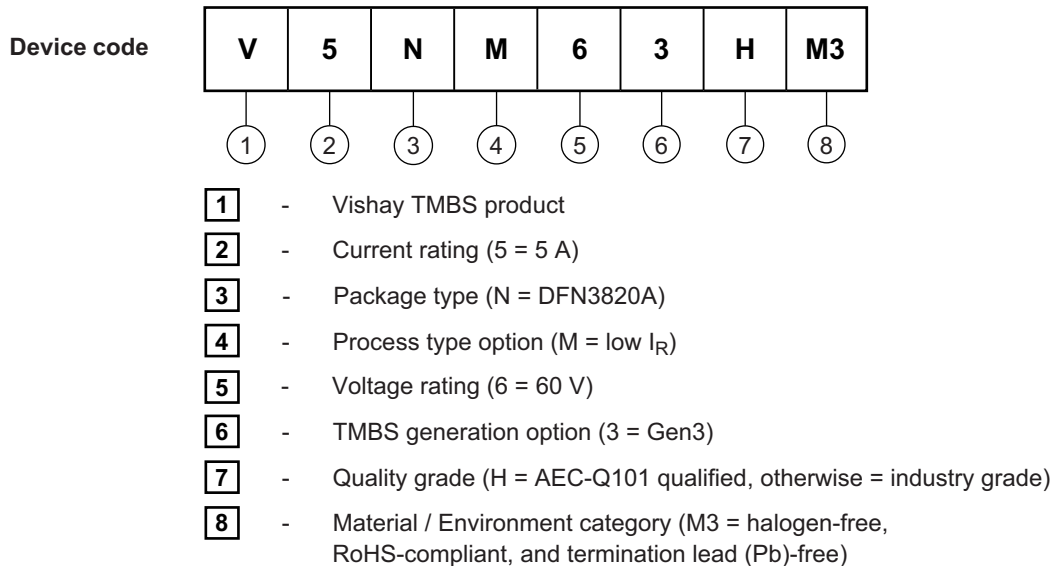 Device code
V 5 N M 6 3 H M3
1 2 3 4 5 6 7 8
1 - Vishay TMBS product
2 - Current rating (5 = 5 A)
3 - Package type (N = DFN3820A)
4 - Process type option (M = low IR)
5 - Voltage rating (6 = 60 V)
6 - TMBS generation option (3 = Gen3)
7 - Quality grade (H = AEC-Q101 qualified, otherwise = industry grade)
8 - Material / Environment category (M3 = halogen-free,
RoHS-compliant, and termination lead (Pb)-free)